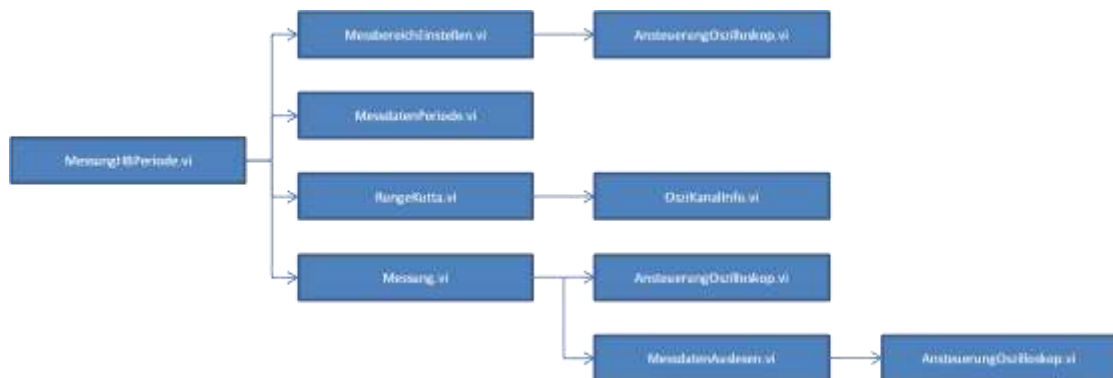 MessbereichEinstellen.vi
AnsteuerungOszilloskop.vi
MessdatenPeriode.vi
MessungHBPeriode.vi
RungeKutta.vi
OsziKanalInfo.vi
Messung.vi
AnsteuerungOszilloskop.vi
MessdatenAuslesen.vi
AnsteuerungOszilloskop.vi